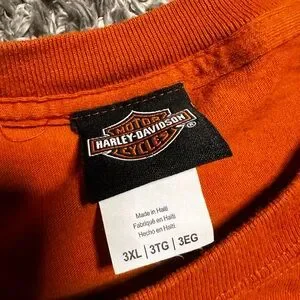 MOTOR
HARLEY-DAVIDSON
CYCLES
®
Made in Haiti
Fabriqué en Haïti
Hecho en Haití
3XL | 3TG | 3EG